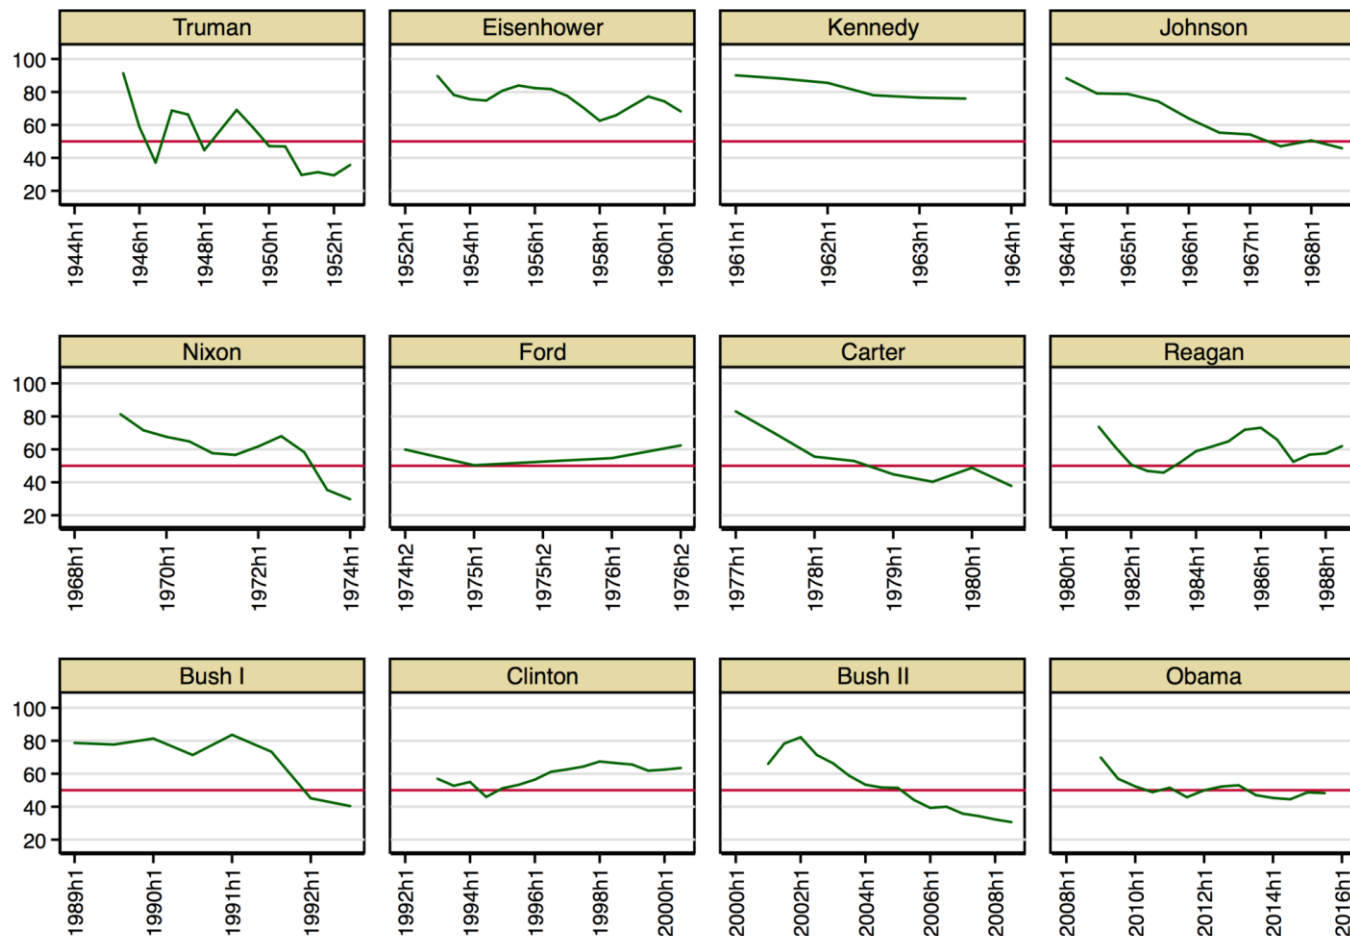 Truman
Eisenhower
Kennedy
Johnson
100
80
60
40
20
1944h1
1946h1
1948h1
1950h1
1952h1
1952h1
1954h1
1956h1
1958h1
1960h1
1961h1
1962h1
1963h1
1964h1
1964h1
1965h1
1966h1
1967h1
1968h1
Nixon
Ford
Carter
Reagan
100
80
60
40
20
1968h1
1970h1
1972h1
1974h1
1974h2
1975h1
1975h2
1976h1
1976h2
1977h1
1978h1
1979h1
1980h1
1980h1
1982h1
1984h1
1986h1
1988h1
Bush I
Clinton
Bush II
Obama
100
80
60
40
20
1989h1
1990h1
1991h1
1992h1
1992h1
1994h1
1996h1
1998h1
2000h1
2000h1
2002h1
2004h1
2006h1
2008h1
2008h1
2010h1
2012h1
2014h1
2016h1